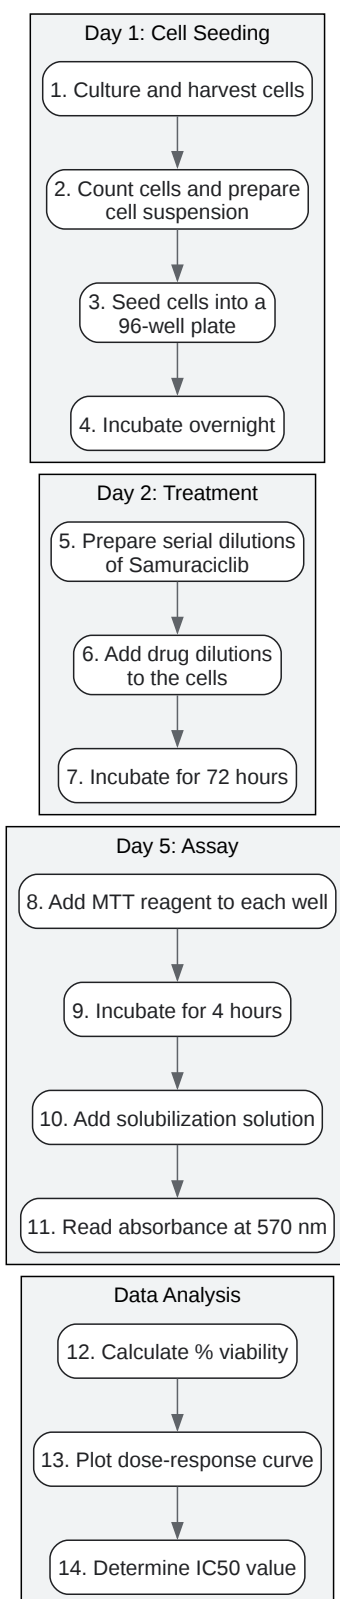 Day 1: Cell Seeding
1. Culture and harvest cells
2. Count cells and prepare
cell suspension
3. Seed cells into a
96-well plate
4. Incubate overnight
Day 2: Treatment
5. Prepare serial dilutions
of Samuraciclib
6. Add drug dilutions
to the cells
7. Incubate for 72 hours
Day 5: Assay
8. Add MTT reagent to each well
9. Incubate for 4 hours
10. Add solubilization solution
11. Read absorbance at 570 nm
Data Analysis
12. Calculate % viability
13. Plot dose-response curve
14. Determine IC50 value